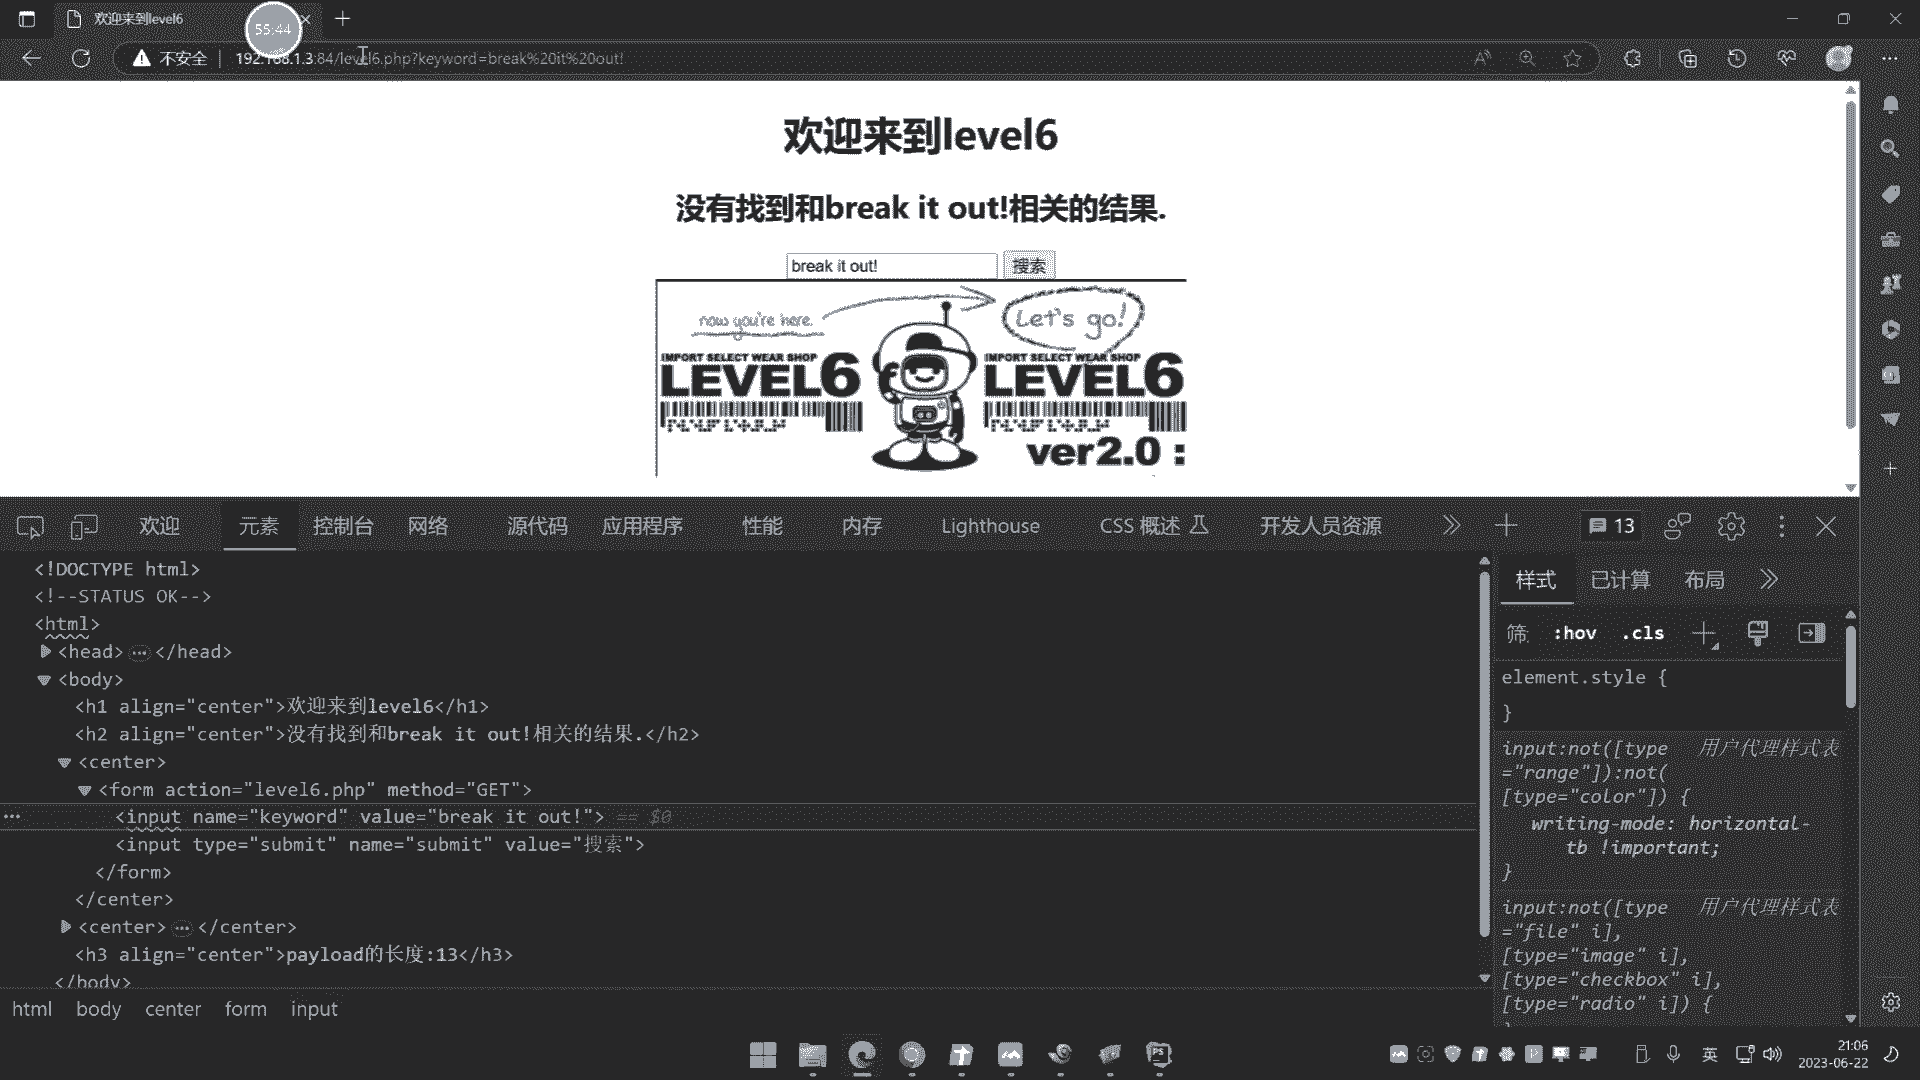 欢迎来到level6
55:44
不安全
192.168.1.3:84/level6.php?keyword=break%20it%20out!
欢迎来到level6
没有找到和break it out!相关的结果.
break it out!
搜索
now you're here.
Let's go!
IMPORT SELECT WEAR SHOP
LEVEL6
IMPORT SELECT WEAR SHOP
LEVEL6
ver2.0 :
欢迎
元素
控制台
网络
源代码
应用程序
性能
内存
Lighthouse
CSS 概述
开发人员资源
13
<!DOCTYPE html>
<!--STATUS OK-->
<html>
<head> … </head>
<body>
<h1 align="center">欢迎来到level6</h1>
<h2 align="center">没有找到和break it out!相关的结果.</h2>
<center>
<form action="level6.php" method="GET">
<input name="keyword" value="break it out!"> == $0
<input type="submit" name="submit" value="搜索">
</form>
</center>
<center> … </center>
<h3 align="center">payload的长度:13</h3>
</body>
html body center form input
样式
已计算
布局
筛
:hov
.cls
element.style {
}
input:not([type 用户代理样式表
="range"]):not(
[type="color"]) {
writing-mode: horizontal-
tb !important;
}
input:not([type 用户代理样式表
="file" i],
[type="image" i],
[type="checkbox" i],
[type="radio" i]) {
英
21:06
2023-06-22